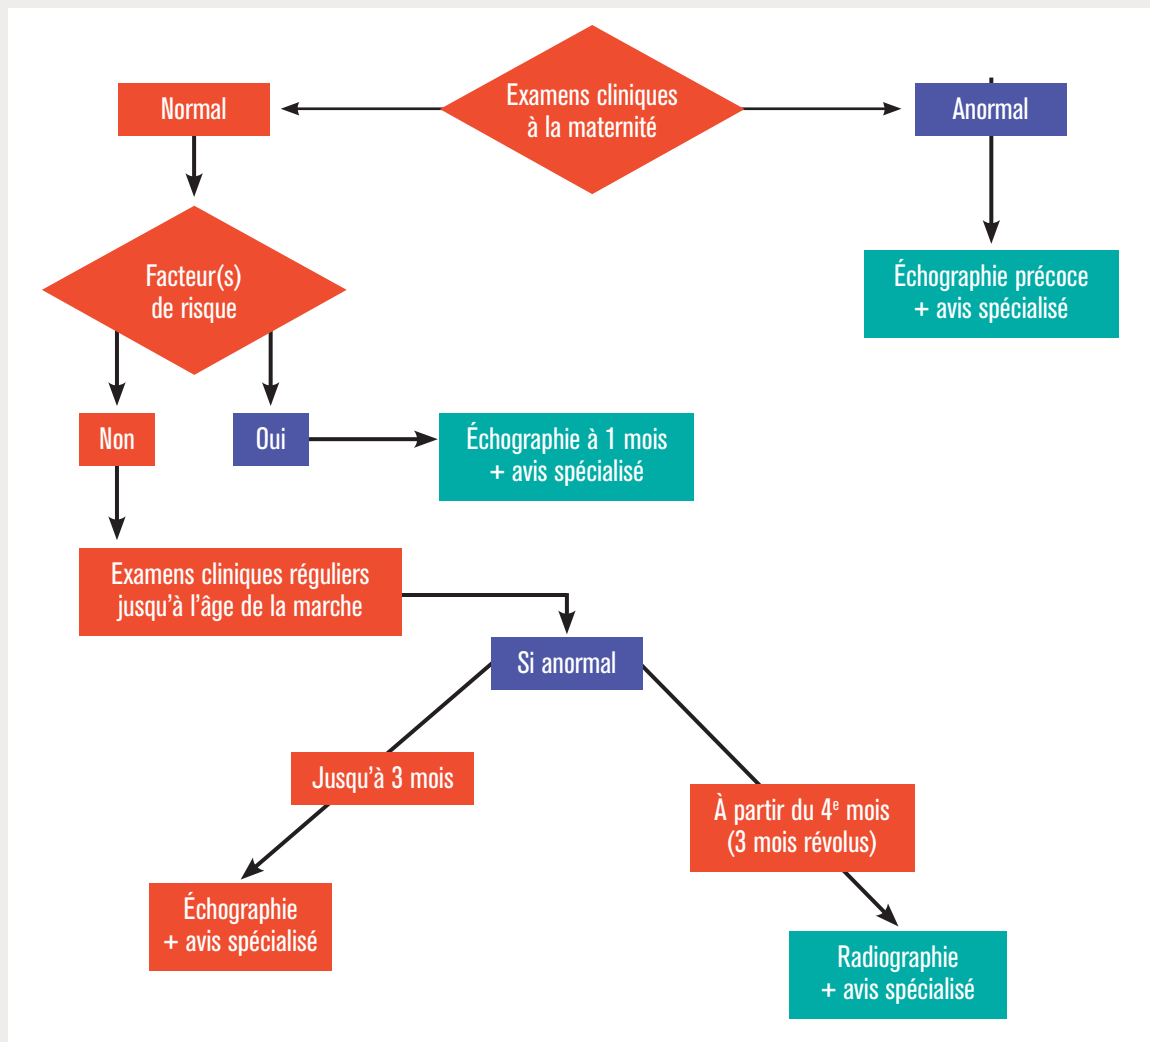 Examens cliniques
à la maternité
Normal
Anormal
Facteur(s)
de risque
Échographie précoce
+ avis spécialisé
Non
Oui
Échographie à 1 mois
+ avis spécialisé
Examens cliniques réguliers
jusqu'à l'âge de la marche
Si anormal
Jusqu'à 3 mois
À partir du 4e mois
(3 mois révolus)
Échographie
+ avis spécialisé
Radiographie
+ avis spécialisé